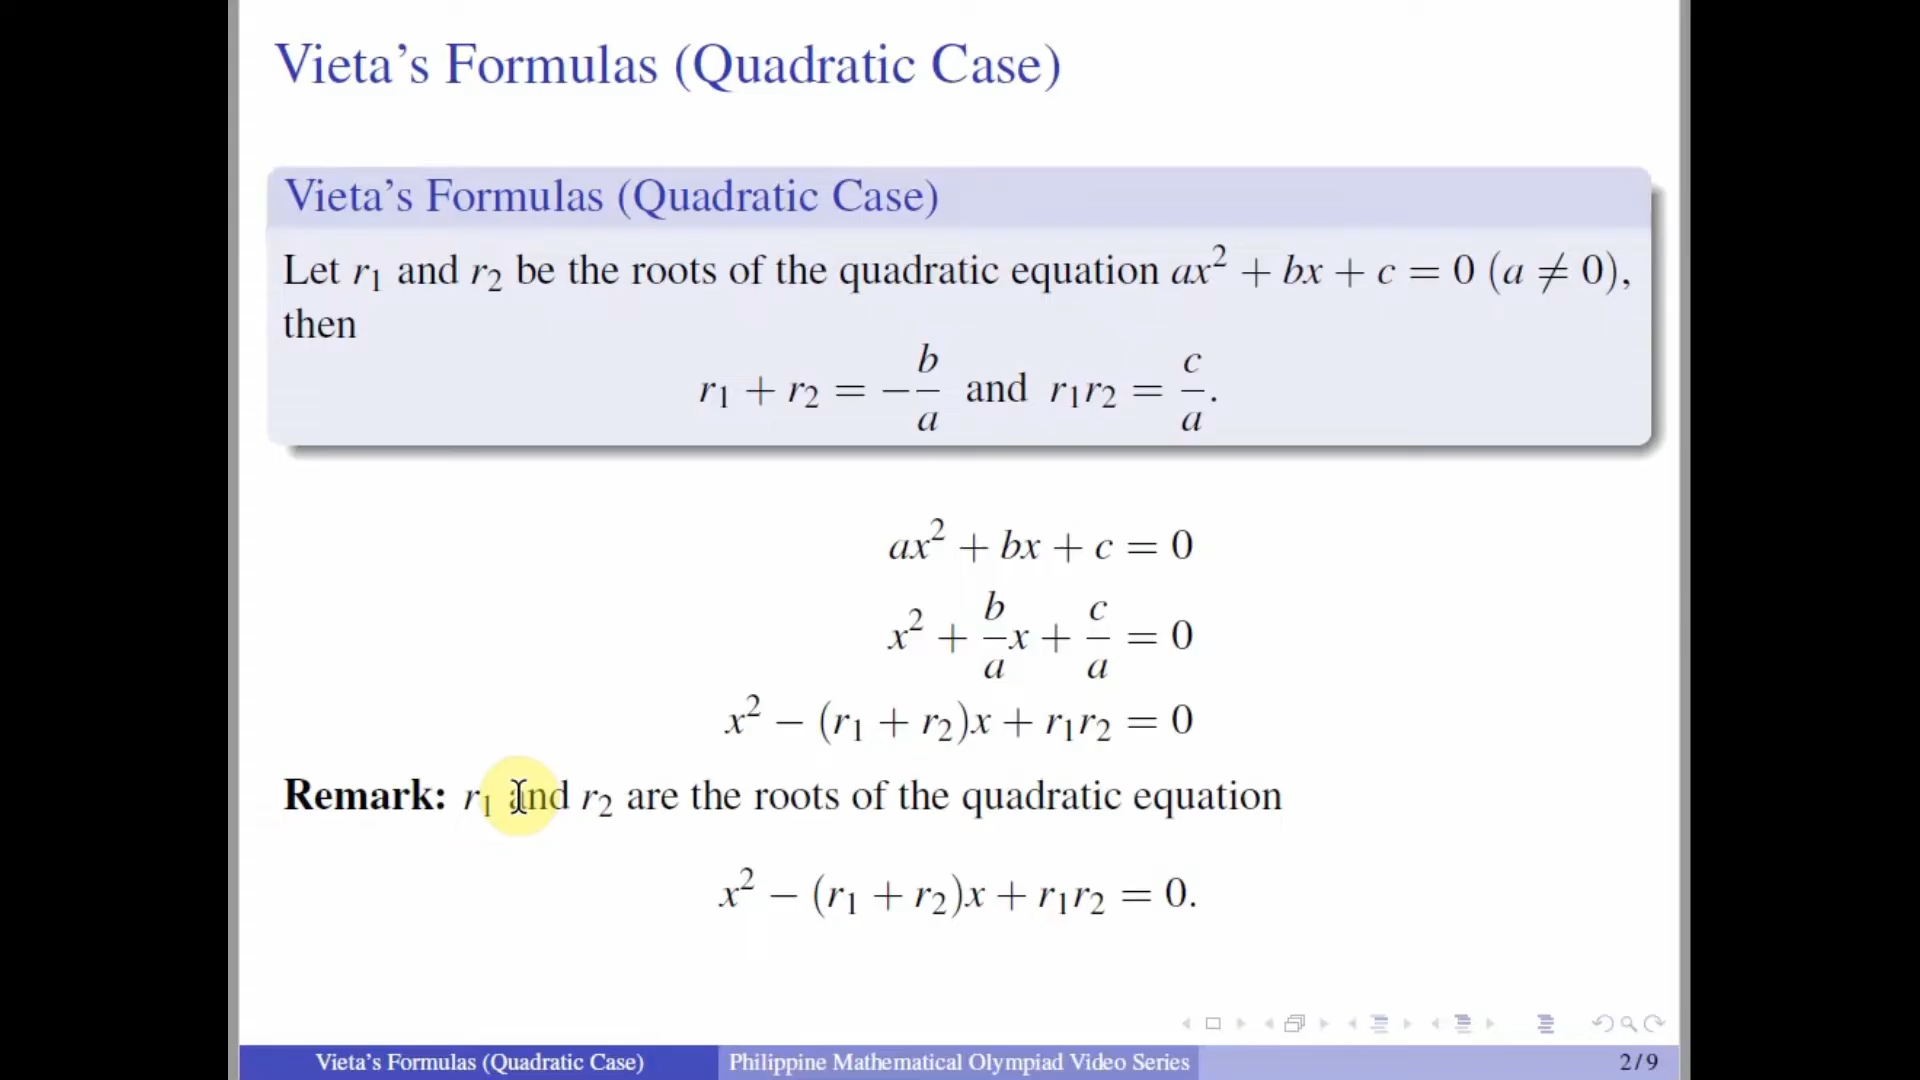 Vieta's Formulas (Quadratic Case)
Vieta's Formulas (Quadratic Case)
Let r₁ and r₂ be the roots of the quadratic equation ax² + bx + c = 0 (a ≠ 0),
then
r₁ + r₂ = −b/a and r₁r₂ = c/a.
ax² + bx + c = 0
x² + b/a x + c/a = 0
x² − (r₁ + r₂)x + r₁r₂ = 0
Remark: r₁ and r₂ are the roots of the quadratic equation
x² − (r₁ + r₂)x + r₁r₂ = 0.
Vieta's Formulas (Quadratic Case) Philippine Mathematical Olympiad Video Series 2/9